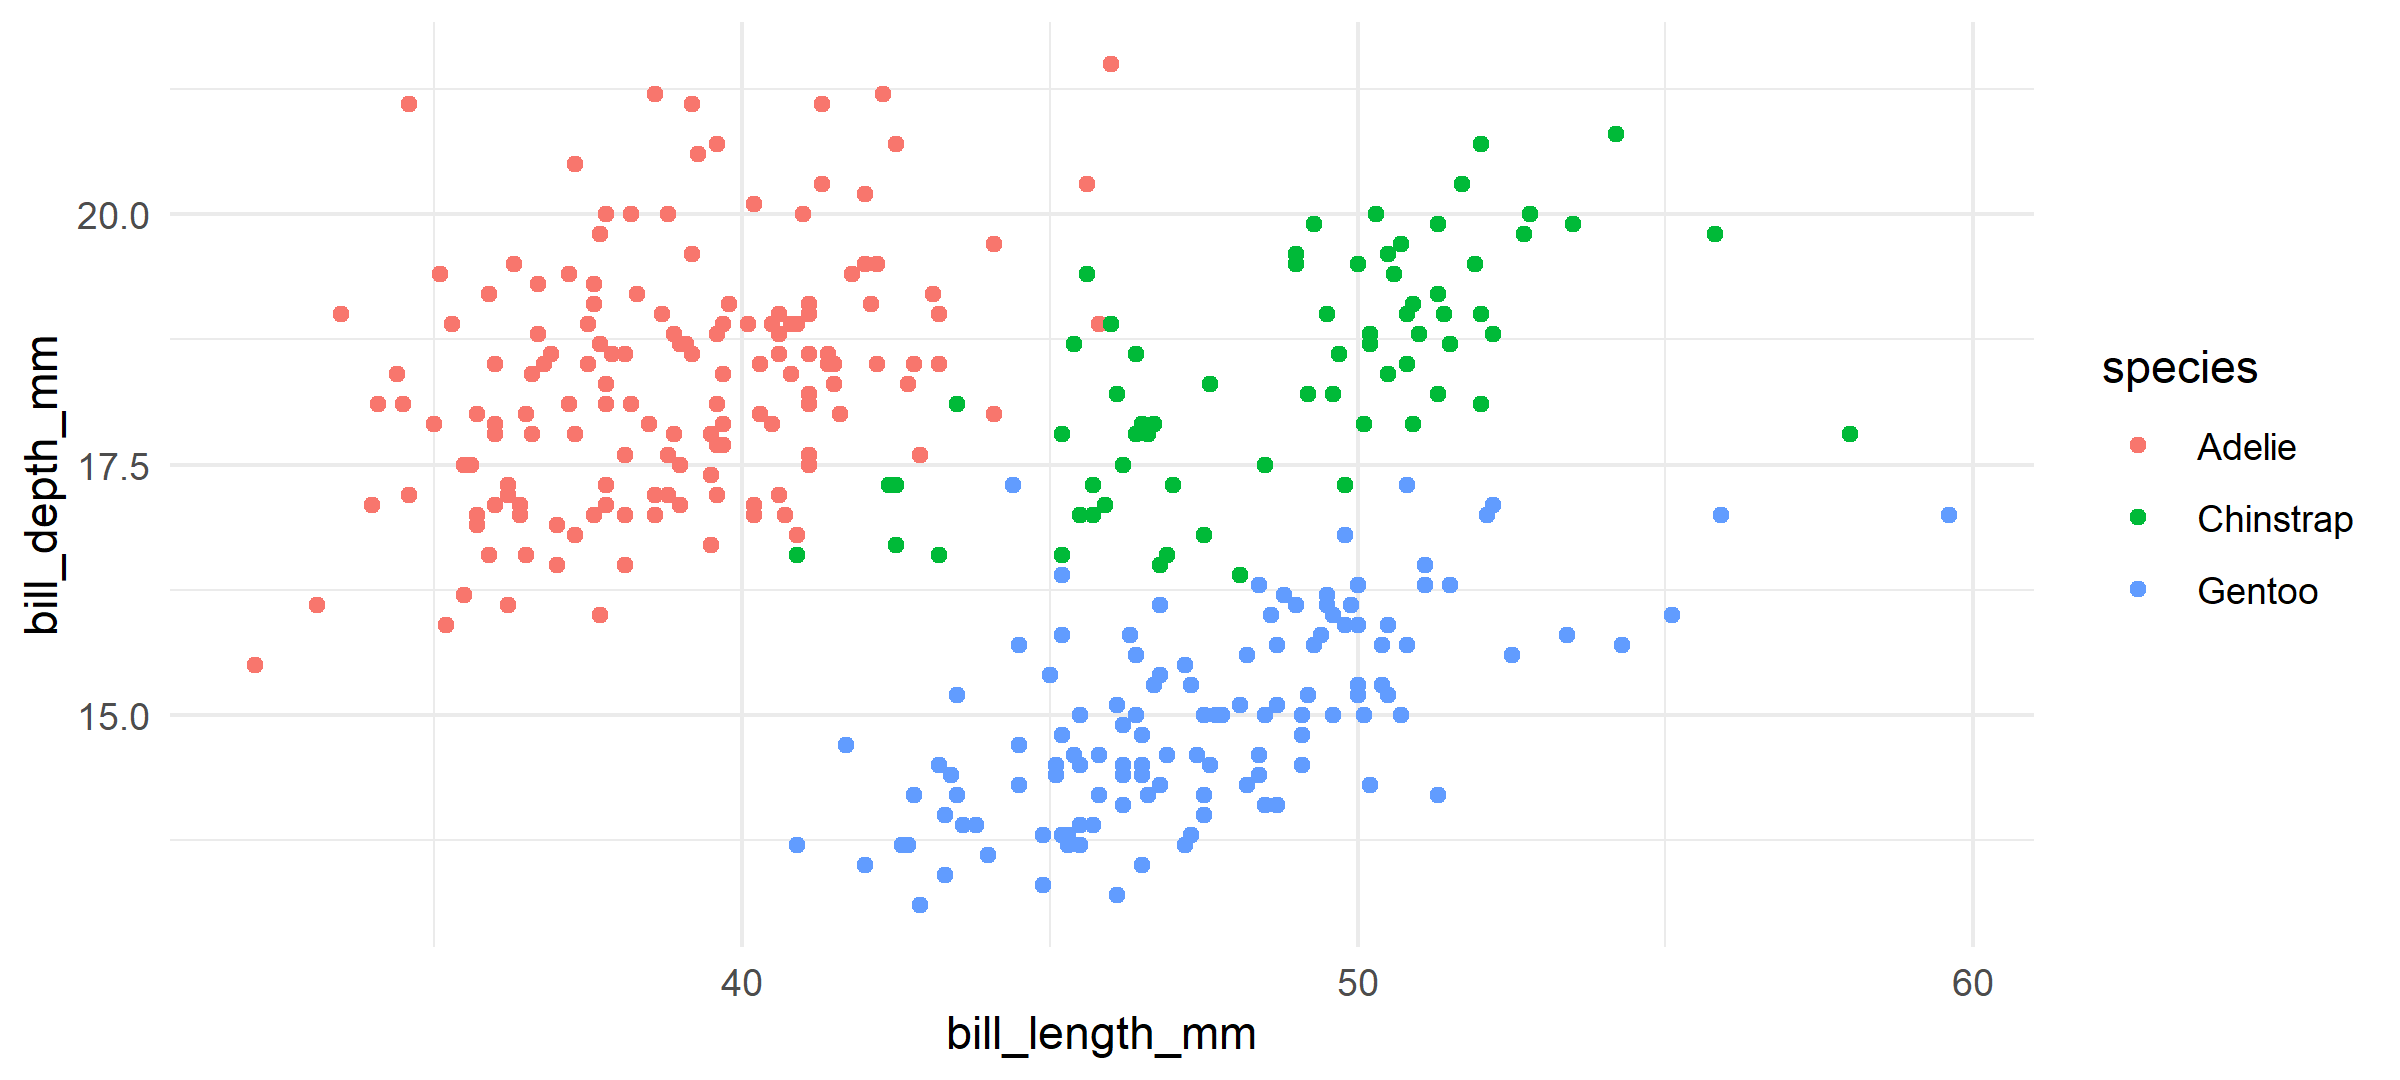 20.0
17.5
15.0
bill_depth_mm
40 50 60
bill_length_mm
species
Adelie
Chinstrap
Gentoo